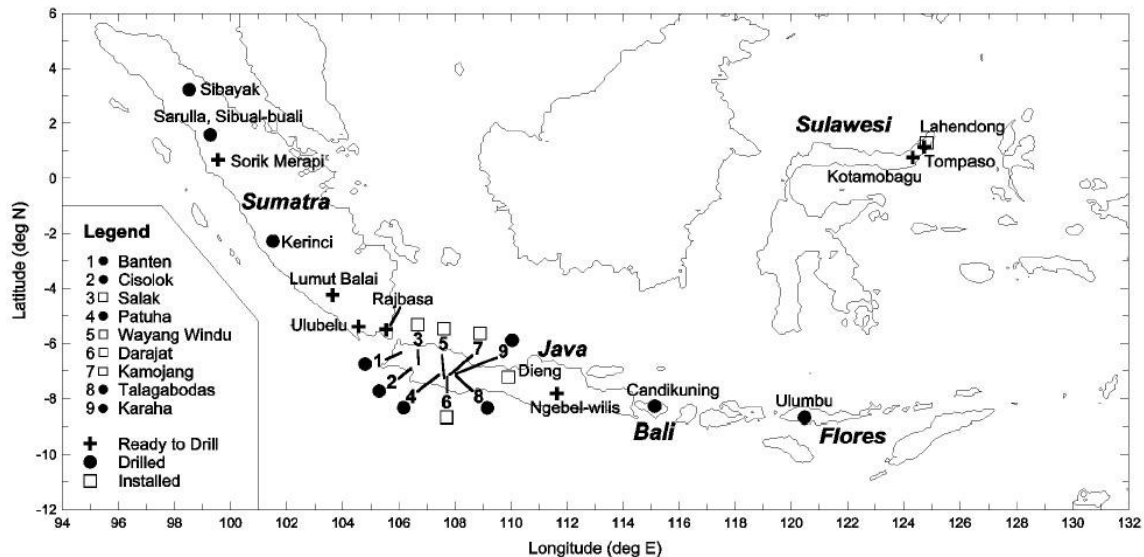 6
4
2
0
-2
-4
-6
-8
-10
-12
Latitude (deg N)
94 96 98 100 102 104 106 108 110 112 114 116 118 120 122 124 126 128 130 132
Longitude (deg E)
Sibayak
Sarulla, Sibual-buali
Sorik Merapi
Sumatra
Kerinci
Lumut Balai
Rajbasa
Ulubelu
Sulawesi
Lahendong
Tompaso
Kotamobagu
1
2
3
4
5
6
7
8
9
Java
Dieng
Ngebel-wilis
Candikuning
Bali
Ulumbu
Flores
Legend
1 Banten
2 Cisolok
3 Salak
4 Patuha
5 Wayang Windu
6 Darajat
7 Kamojang
8 Talagabodas
9 Karaha
Ready to Drill
Drilled
Installed